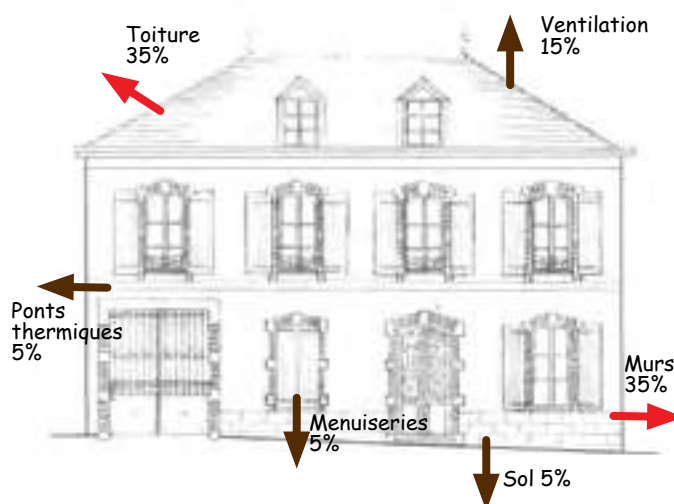 Toiture
35%
Ventilation
15%
Ponts
thermiques
5%
Murs
35%
Menuiseries
5%
Sol 5%